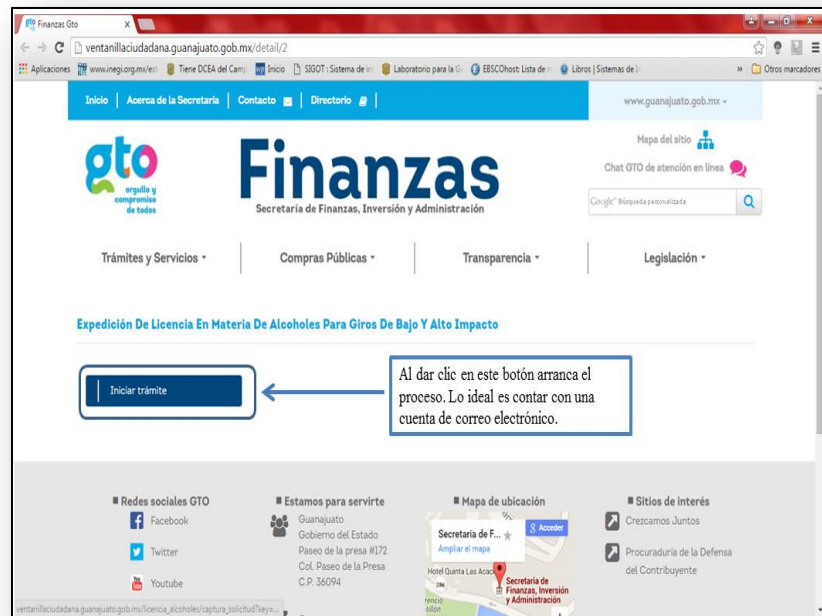 Finanzas Gto
ventanillaciudadana.guanajuato.gob.mx/detail/2
Aplicaciones www.inegi.org.mx/es Tiene DCEA del Camp Inicio SIGOT : Sistema de in Laboratorio para la G EBSCOhost: Lista de Libros | Sistemas de I » Otros marcadores
Inicio | Acerca de la Secretaría | Contacto | Directorio |
www.guanajuato.gob.mx
gto
orgullo y
compromiso
de todos
Finanzas
Secretaría de Finanzas, Inversión y Administración
Mapa del sitio
Chat GTO de atención en línea
Google™ Búsqueda personalizada
Trámites y Servicios
Compras Públicas
Transparencia
Legislación
Expedición De Licencia En Materia De Alcoholes Para Giros De Bajo Y Alto Impacto
Iniciar trámite
Al dar clic en este botón arranca el
proceso. Lo ideal es contar con una
cuenta de correo electrónico.
Redes sociales GTO
Facebook
Twitter
Youtube
Estamos para servirte
Guanajuato
Gobierno del Estado
Paseo de la presa #172
Col. Paseo de la Presa
C.P. 36094
Mapa de ubicación
Secretaria de F...
Ampliar el mapa
Acceder
Hotel Quinta Las Acac
Secretaría de
Finanzas, Inversión
y Administración
Sitios de interés
Crezcamos Juntos
Procuraduría de la Defensa
del Contribuyente
ventanillaciudadana.guanajuato.gob.mx/licencia_alcoholes/captura_solicitud?key=...